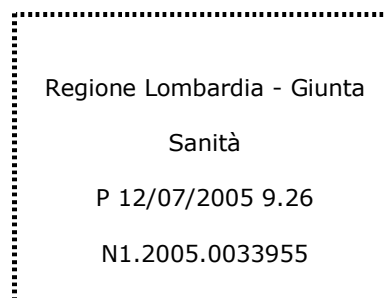 Regione Lombardia - Giunta
Sanità
P 12/07/2005 9.26
N1.2005.0033955